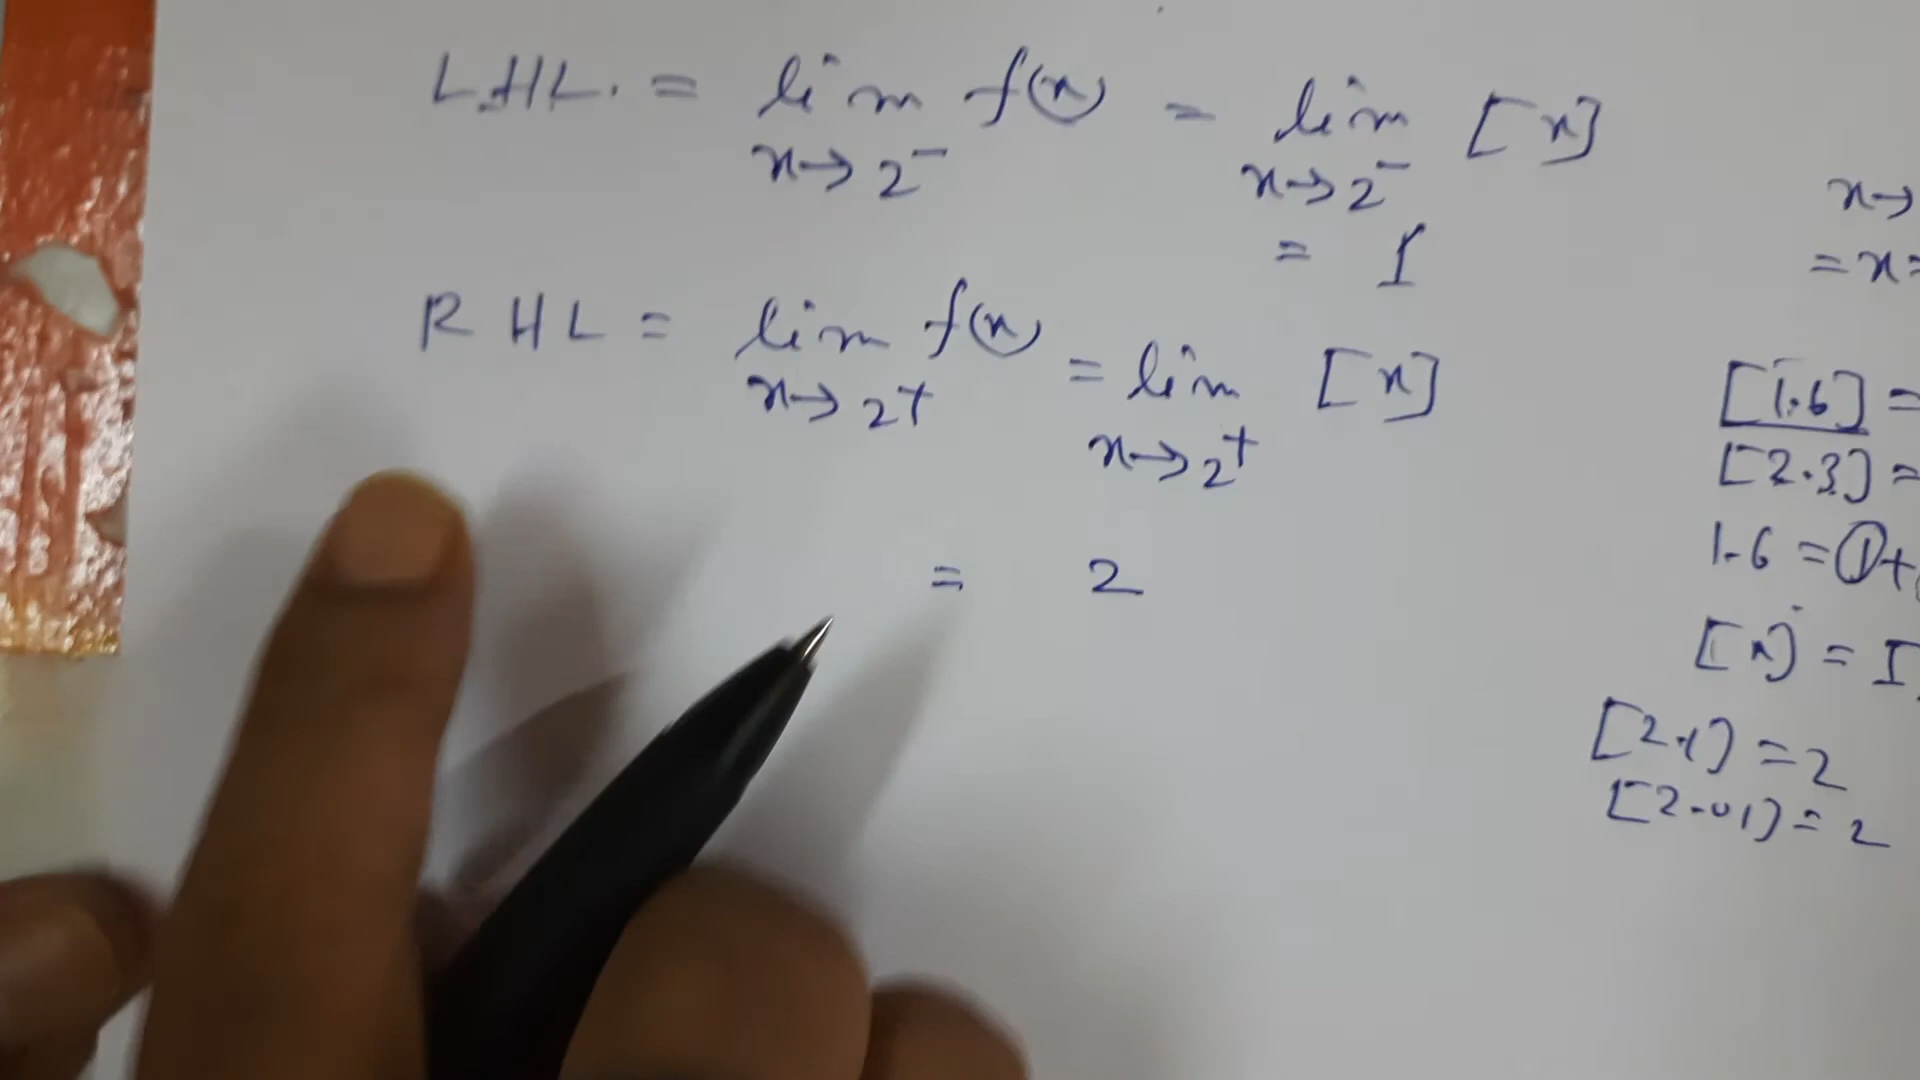 L.H.L. = lim f(x) = lim [x]
x→2⁻ x→2⁻
= 1
R H L = lim f(x) = lim [x]
x→2⁺ x→2⁺
= 2
x→
= x =
[1.6] =
[2.3] =
1.6 = 1 +
[x] = I
[2.1] = 2
[2.01] = 2